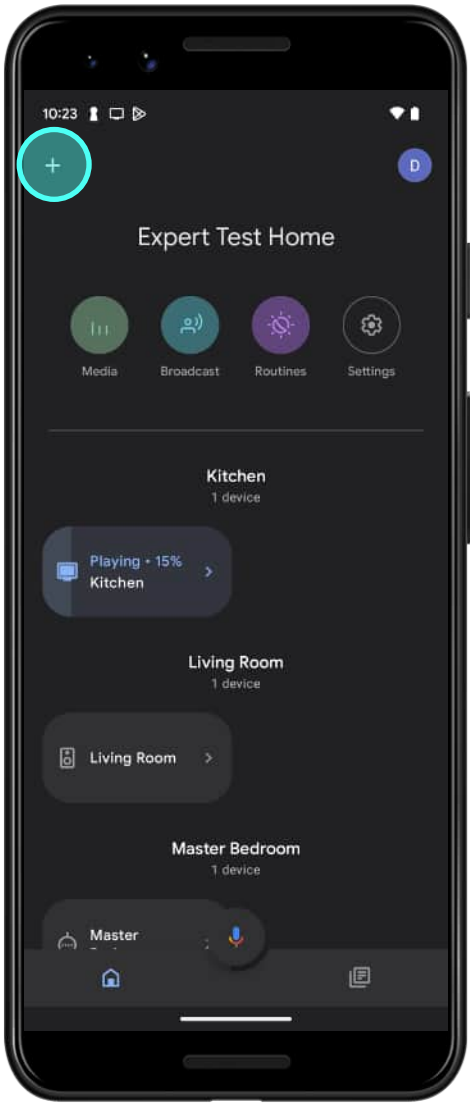 10:23
+
D
Expert Test Home
Media
Broadcast
Routines
Settings
Kitchen
1 device
Playing • 15%
Kitchen
Living Room
1 device
Living Room
Master Bedroom
1 device
Master